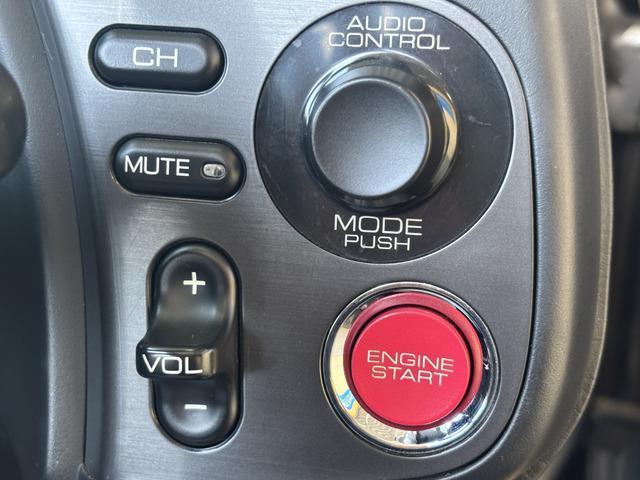 CH
AUDIO
CONTROL
MUTE
MODE
PUSH
+
VOL
−
ENGINE
START